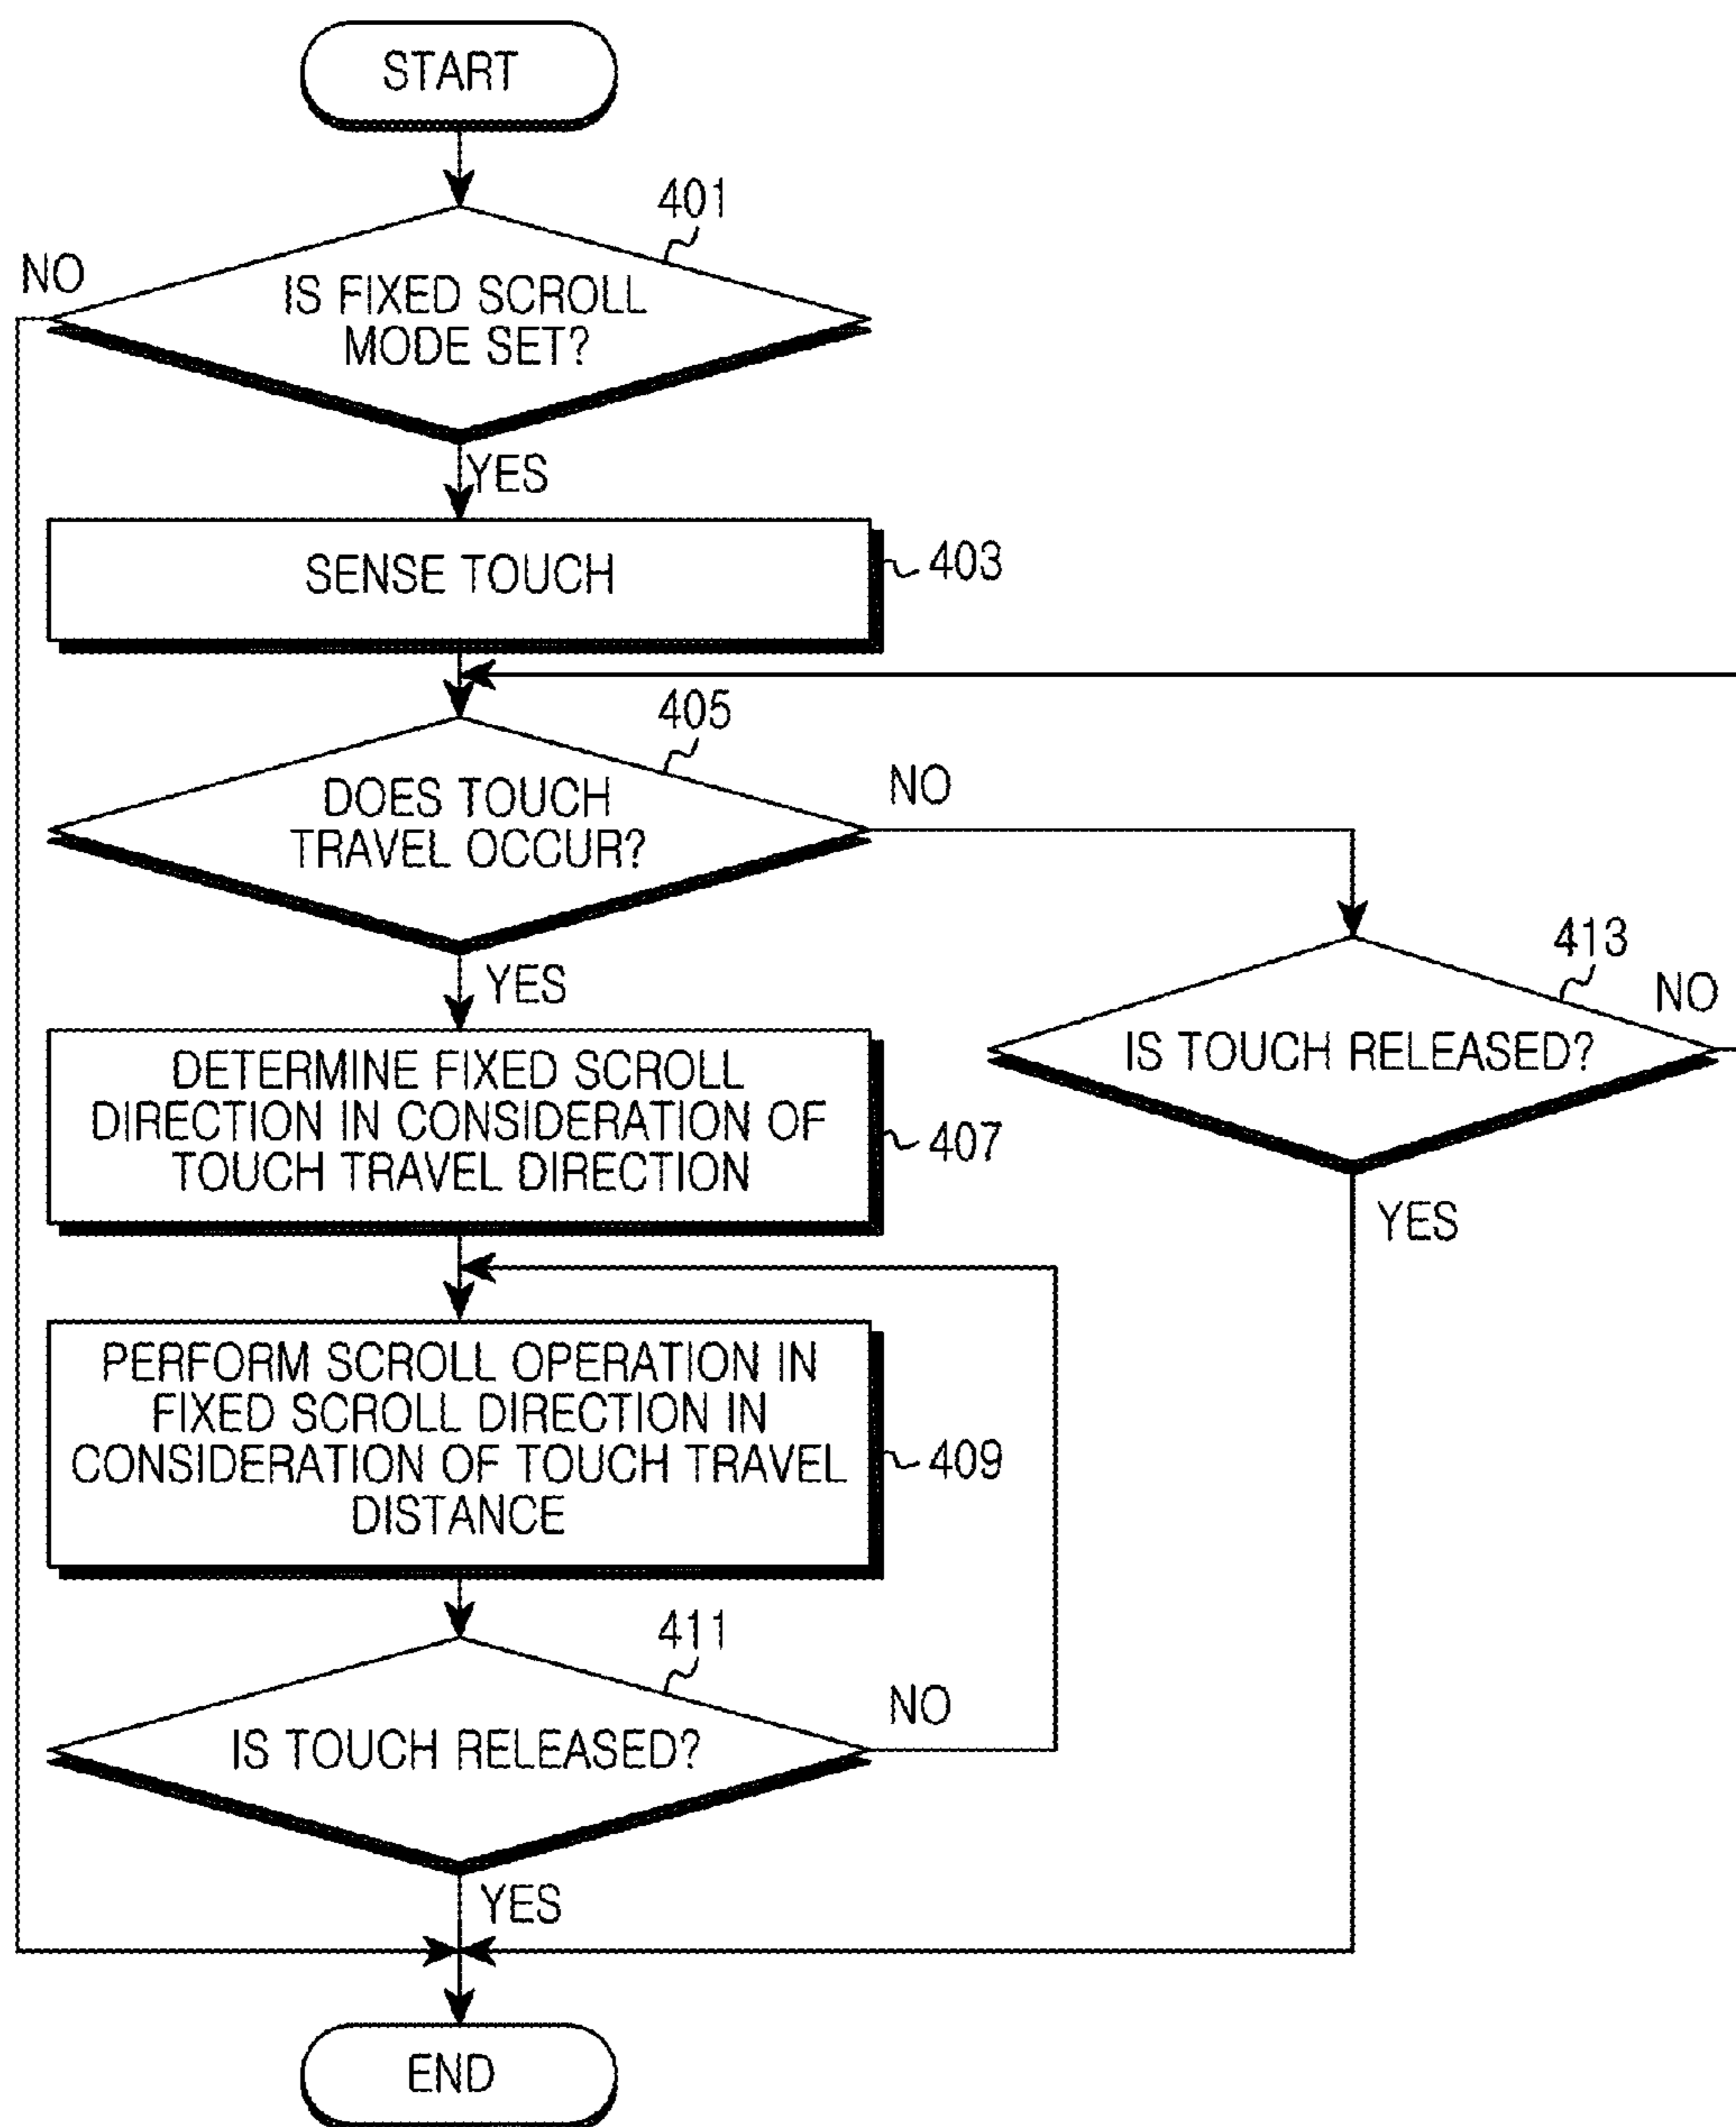 START
401
NO
IS FIXED SCROLL
MODE SET?
YES
SENSE TOUCH
403
405
DOES TOUCH
TRAVEL OCCUR?
NO
YES
413
NO
IS TOUCH RELEASED?
YES
DETERMINE FIXED SCROLL
DIRECTION IN CONSIDERATION OF
TOUCH TRAVEL DIRECTION
407
PERFORM SCROLL OPERATION IN
FIXED SCROLL DIRECTION IN
CONSIDERATION OF TOUCH TRAVEL
DISTANCE
409
411
NO
IS TOUCH RELEASED?
YES
END